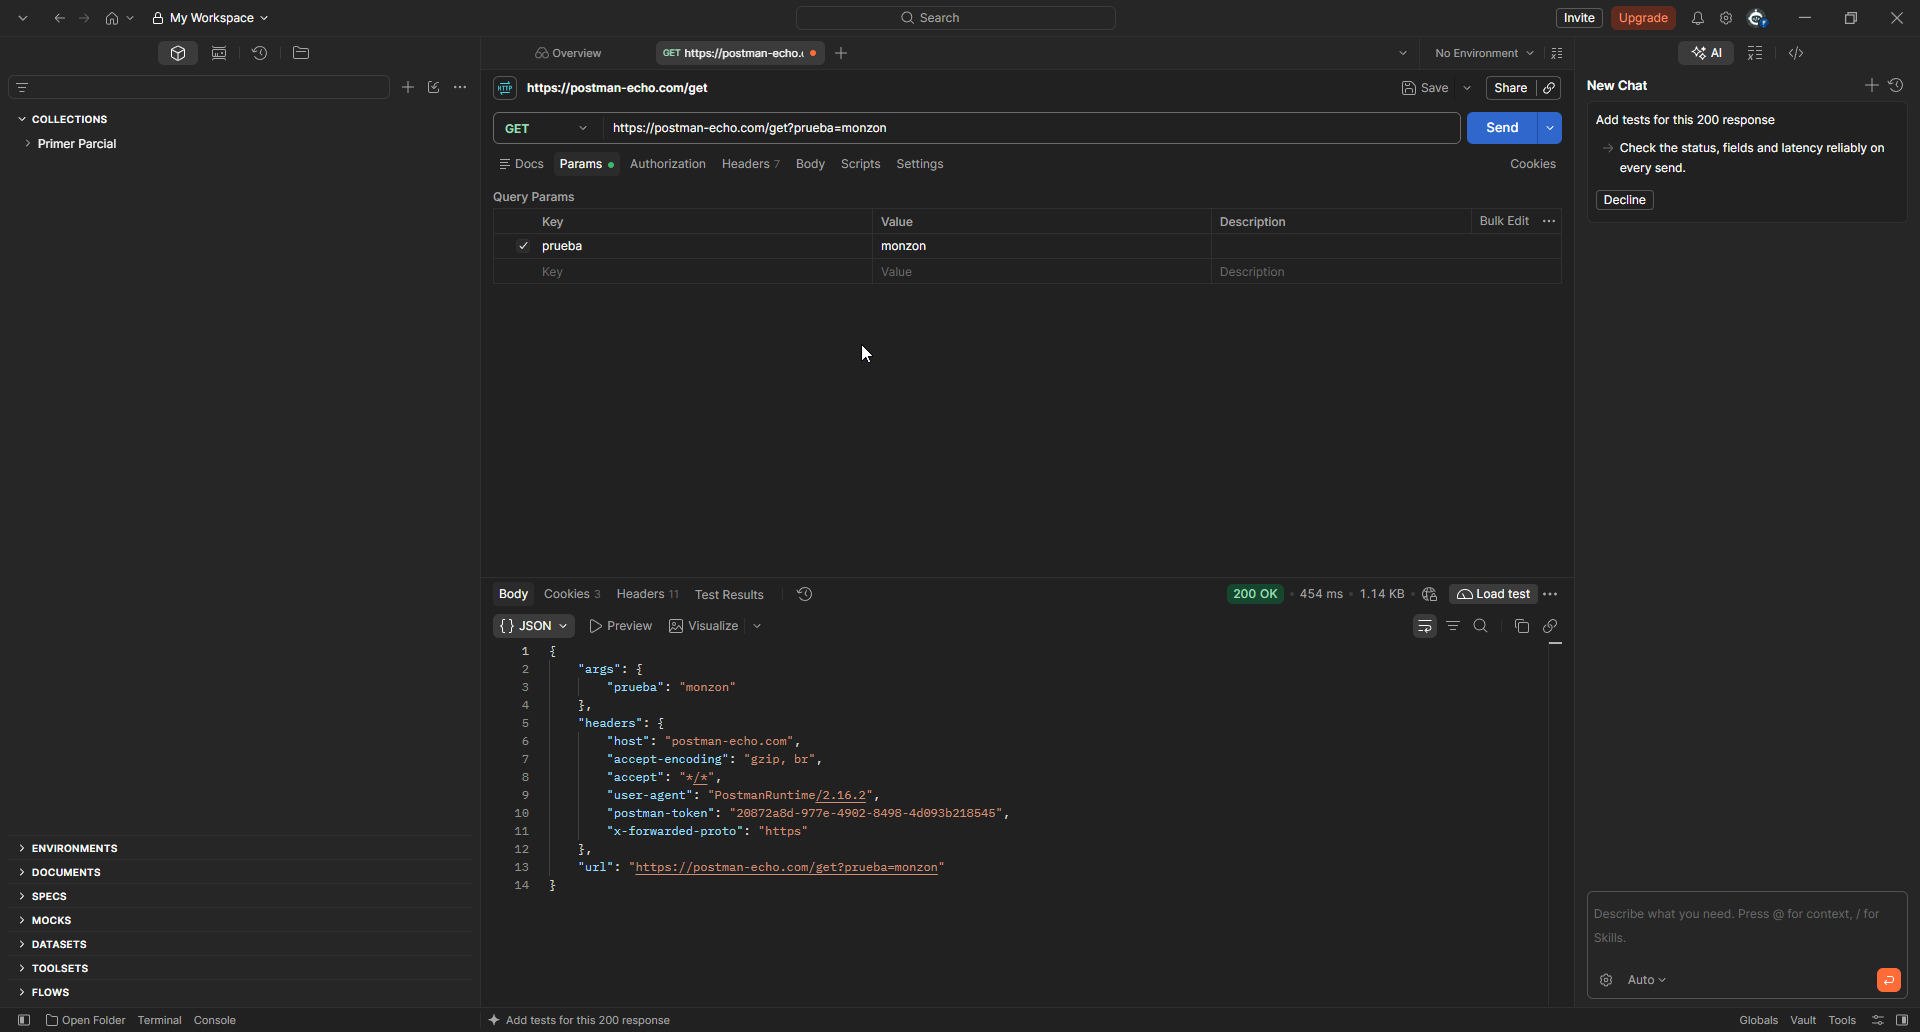 My Workspace
Search
Invite
Upgrade
Overview
GET https://postman-echo.c
No Environment
AI
HTTP https://postman-echo.com/get
Save
Share
New Chat
COLLECTIONS
Primer Parcial
GET
https://postman-echo.com/get?prueba=monzon
Send
Add tests for this 200 response
Check the status, fields and latency reliably on
every send.
Decline
Docs
Params
Authorization
Headers 7
Body
Scripts
Settings
Cookies
Query Params
Key
Value
Description
Bulk Edit
prueba
monzon
Key
Value
Description
Body
Cookies 3
Headers 11
Test Results
200 OK
454 ms
1.14 KB
Load test
{} JSON
Preview
Visualize
1 {
2 "args": {
3 "prueba": "monzon"
4 },
5 "headers": {
6 "host": "postman-echo.com",
7 "accept-encoding": "gzip, br",
8 "accept": "*/*",
9 "user-agent": "PostmanRuntime/2.16.2",
10 "postman-token": "20872a8d-977e-4902-8498-4d093b218545",
11 "x-forwarded-proto": "https"
12 },
13 "url": "https://postman-echo.com/get?prueba=monzon"
14 }
ENVIRONMENTS
DOCUMENTS
SPECS
MOCKS
DATASETS
TOOLSETS
FLOWS
Describe what you need. Press @ for context, / for
Skills.
Auto
Open Folder
Terminal
Console
Add tests for this 200 response
Globals
Vault
Tools